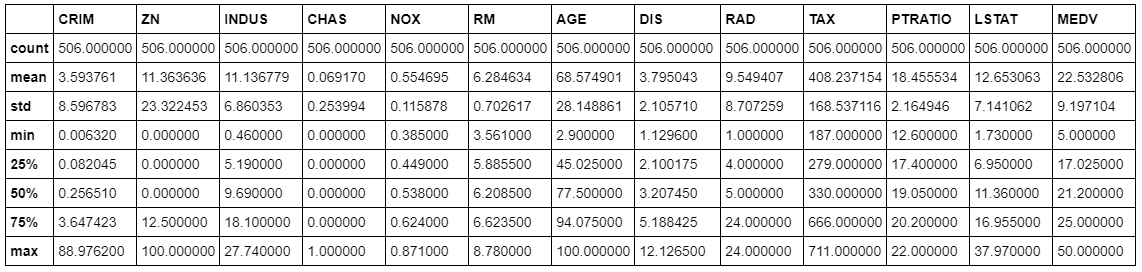 CRIM ZN INDUS CHAS NOX RM AGE DIS RAD TAX PTRATIO LSTAT MEDV
count 506.000000 506.000000 506.000000 506.000000 506.000000 506.000000 506.000000 506.000000 506.000000 506.000000 506.000000 506.000000 506.000000
mean 3.593761 11.363636 11.136779 0.069170 0.554695 6.284634 68.574901 3.795043 9.549407 408.237154 18.455534 12.653063 22.532806
std 8.596783 23.322453 6.860353 0.253994 0.115878 0.702617 28.148861 2.105710 8.707259 168.537116 2.164946 7.141062 9.197104
min 0.006320 0.000000 0.460000 0.000000 0.385000 3.561000 2.900000 1.129600 1.000000 187.000000 12.600000 1.730000 5.000000
25% 0.082045 0.000000 5.190000 0.000000 0.449000 5.885500 45.025000 2.100175 4.000000 279.000000 17.400000 6.950000 17.025000
50% 0.256510 0.000000 9.690000 0.000000 0.538000 6.208500 77.500000 3.207450 5.000000 330.000000 19.050000 11.360000 21.200000
75% 3.647423 12.500000 18.100000 0.000000 0.624000 6.623500 94.075000 5.188425 24.000000 666.000000 20.200000 16.955000 25.000000
max 88.976200 100.000000 27.740000 1.000000 0.871000 8.780000 100.000000 12.126500 24.000000 711.000000 22.000000 37.970000 50.000000